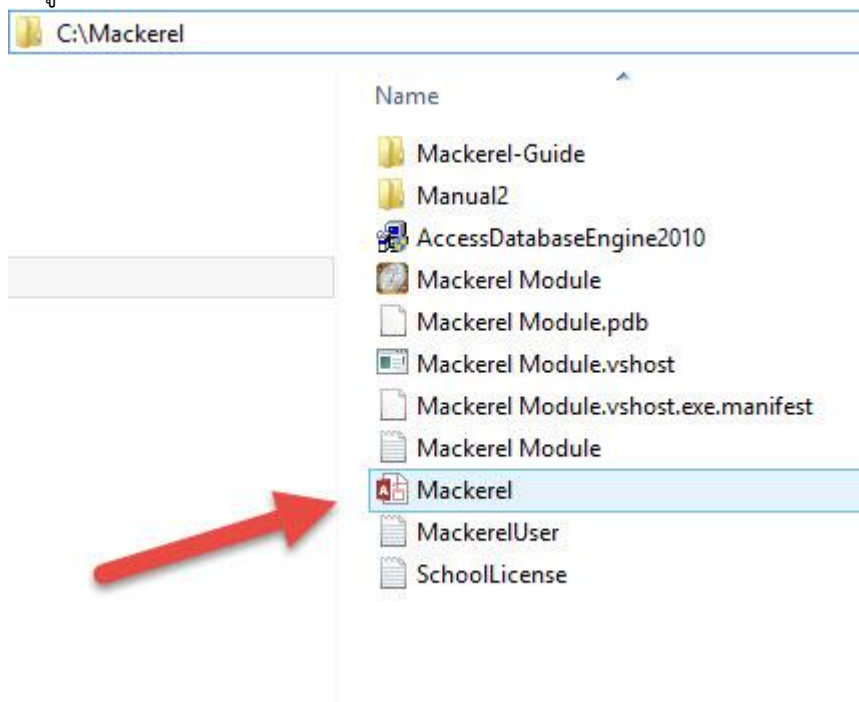 C:\Mackerel
Name
Mackerel-Guide
Manual2
AccessDatabaseEngine2010
Mackerel Module
Mackerel Module.pdb
Mackerel Module.vshost
Mackerel Module.vshost.exe.manifest
Mackerel Module
Mackerel
MackerelUser
SchoolLicense